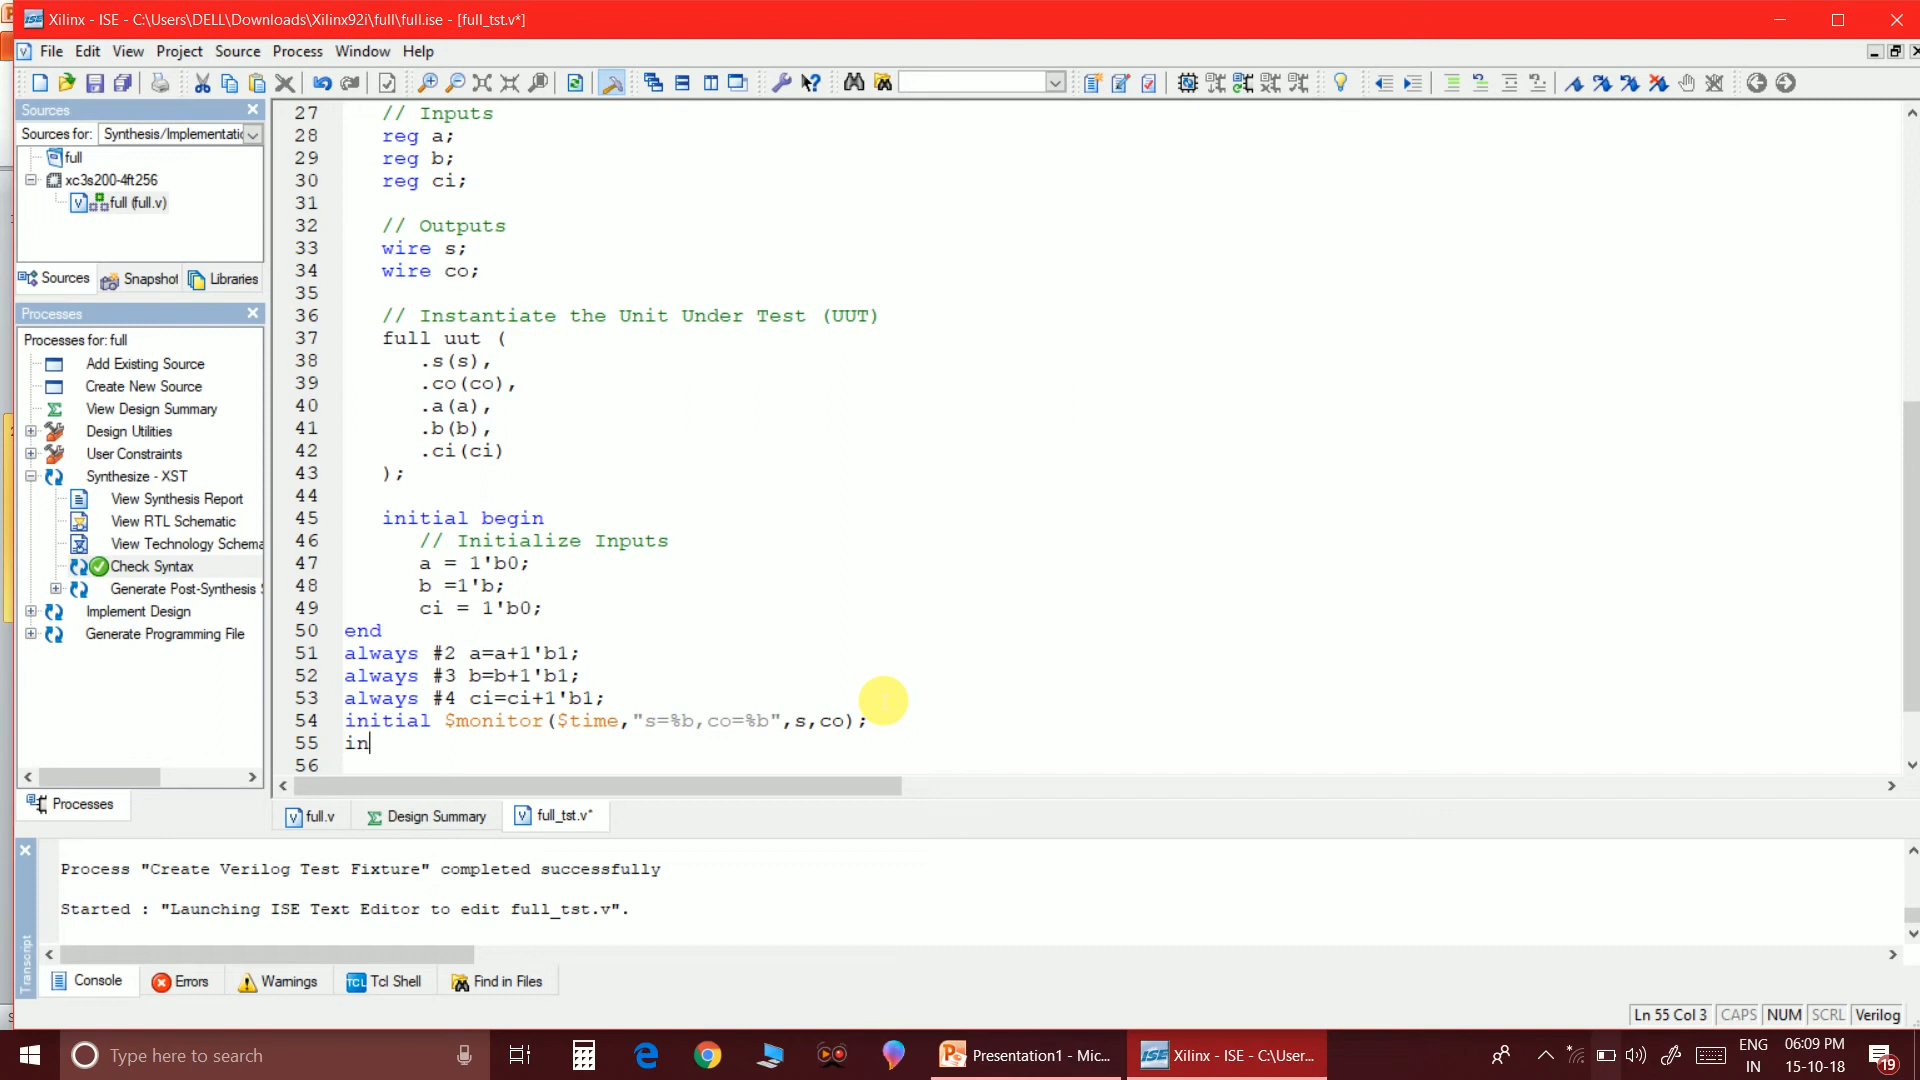 Xilinx - ISE - C:\Users\DELL\Downloads\Xilinx92i\full\full.ise - [full_tst.v*]
File Edit View Project Source Process Window Help
Sources
Sources for: Synthesis/Implementatic
full
xc3s200-4ft256
full (full.v)
Sources Snapshot Libraries
Processes
Processes for: full
Add Existing Source
Create New Source
View Design Summary
Design Utilities
User Constraints
Synthesize - XST
View Synthesis Report
View RTL Schematic
View Technology Schema
Check Syntax
Generate Post-Synthesis
Implement Design
Generate Programming File
Processes
27 // Inputs
28 reg a;
29 reg b;
30 reg ci;
31
32 // Outputs
33 wire s;
34 wire co;
35
36 // Instantiate the Unit Under Test (UUT)
37 full uut (
38 .s(s),
39 .co(co),
40 .a(a),
41 .b(b),
42 .ci(ci)
43 );
44
45 initial begin
46 // Initialize Inputs
47 a = 1'b0;
48 b =1'b;
49 ci = 1'b0;
50 end
51 always #2 a=a+1'b1;
52 always #3 b=b+1'b1;
53 always #4 ci=ci+1'b1;
54 initial $monitor($time,"s=%b,co=%b",s,co);
55 in
56
full.v Design Summary full_tst.v*
Process "Create Verilog Test Fixture" completed successfully
Started : "Launching ISE Text Editor to edit full_tst.v".
Transcript
Console Errors Warnings Tcl Shell Find in Files
Ln 55 Col 3 CAPS NUM SCRL Verilog
Type here to search
Presentation1 - Mic...
Xilinx - ISE - C:\User...
ENG
IN
06:09 PM
15-10-18
19